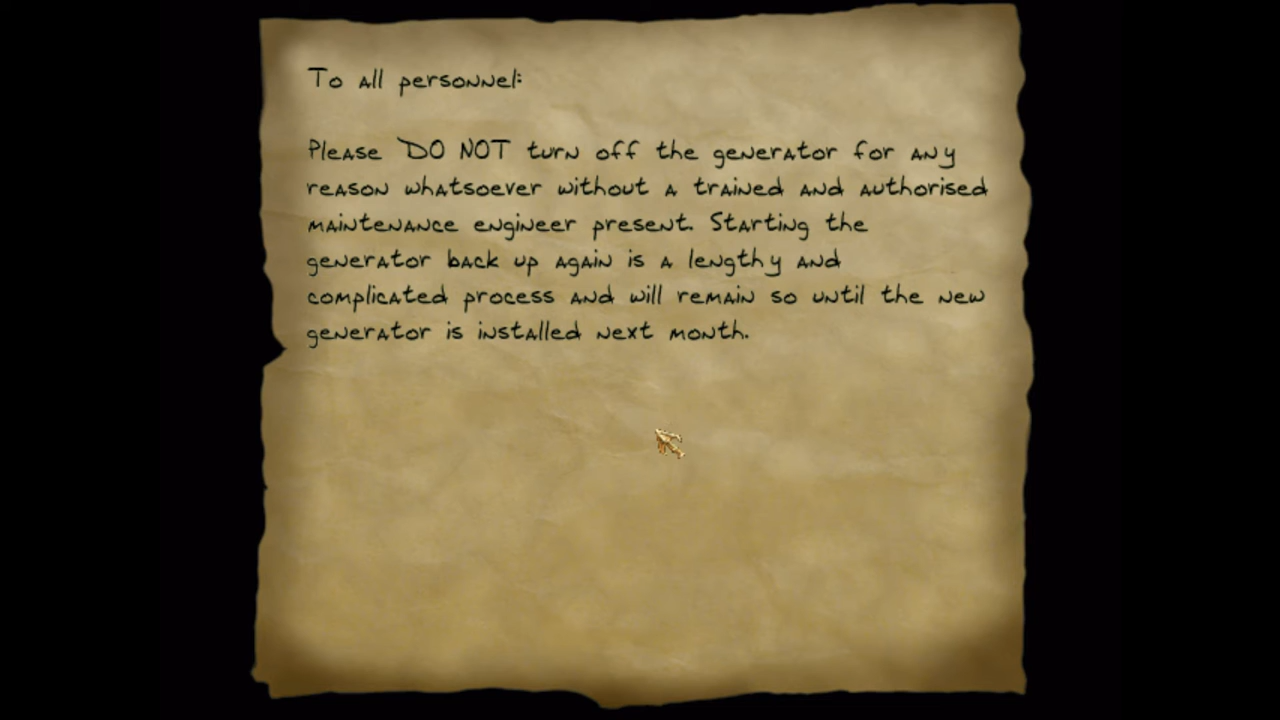 To all personnel:
Please DO NOT turn off the generator for any
reason whatsoever without a trained and authorised
maintenance engineer present. Starting the
generator back up again is a lengthy and
complicated process and will remain so until the new
generator is installed next month.